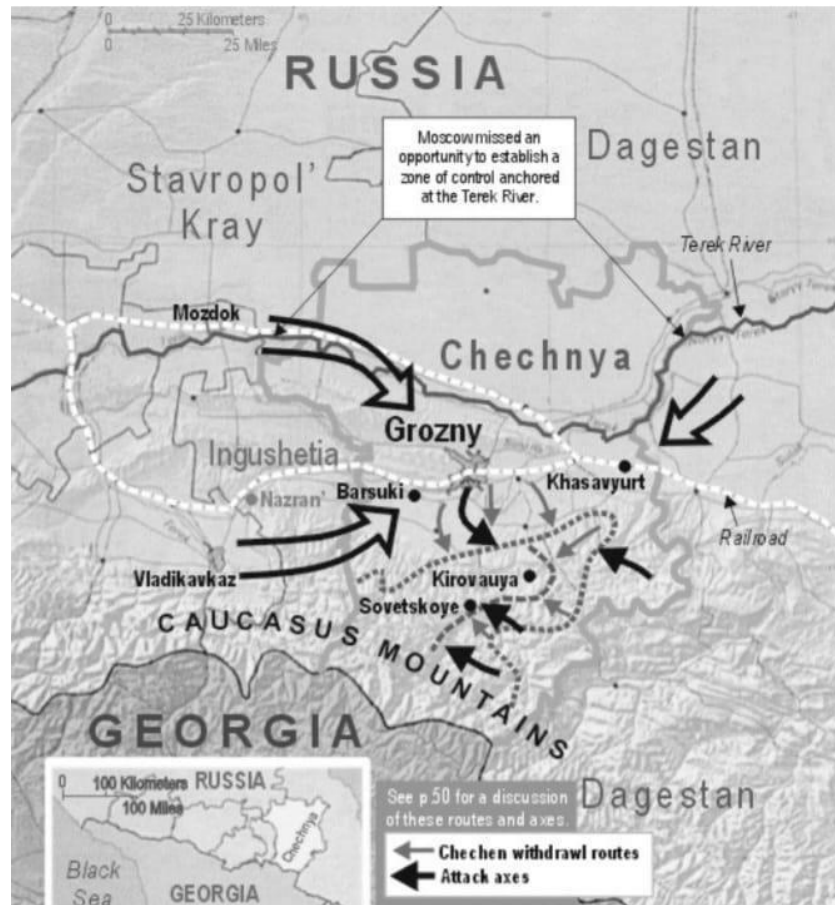 0 25 Kilometers
0 25 Miles
RUSSIA
Moscow missed an
opportunity to establish a
zone of control anchored
at the Terek River.
Dagestan
Stavropol'
Kray
Terek River
Mozdok
Chechnya
Grozny
Ingushetia
Khasavyurt
Nazran'
Barsuki
Railroad
Vladikavkaz
Kirovauya
Sovetskoye
CAUCASUS MOUNTAINS
GEORGIA
0 100 Kilometers
100 Miles
RUSSIA
Chechnya
Black
Sea
GEORGIA
See p 50 for a discussion
of these routes and axes.
Dagestan
Chechen withdrawl routes
Attack axes